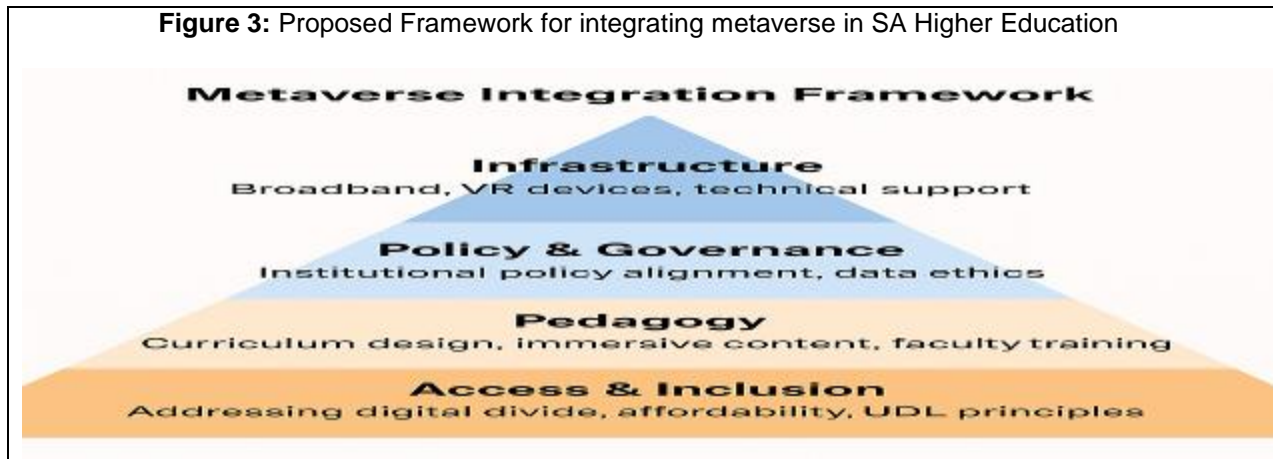 Figure 3: Proposed Framework for integrating metaverse in SA Higher Education
Metaverse Integration Framework
Infrastructure
Broadband, VR devices, technical support
Policy & Governance
Institutional policy alignment, data ethics
Pedagogy
Curriculum design, immersive content, faculty training
Access & Inclusion
Addressing digital divide, affordability, UDL principles